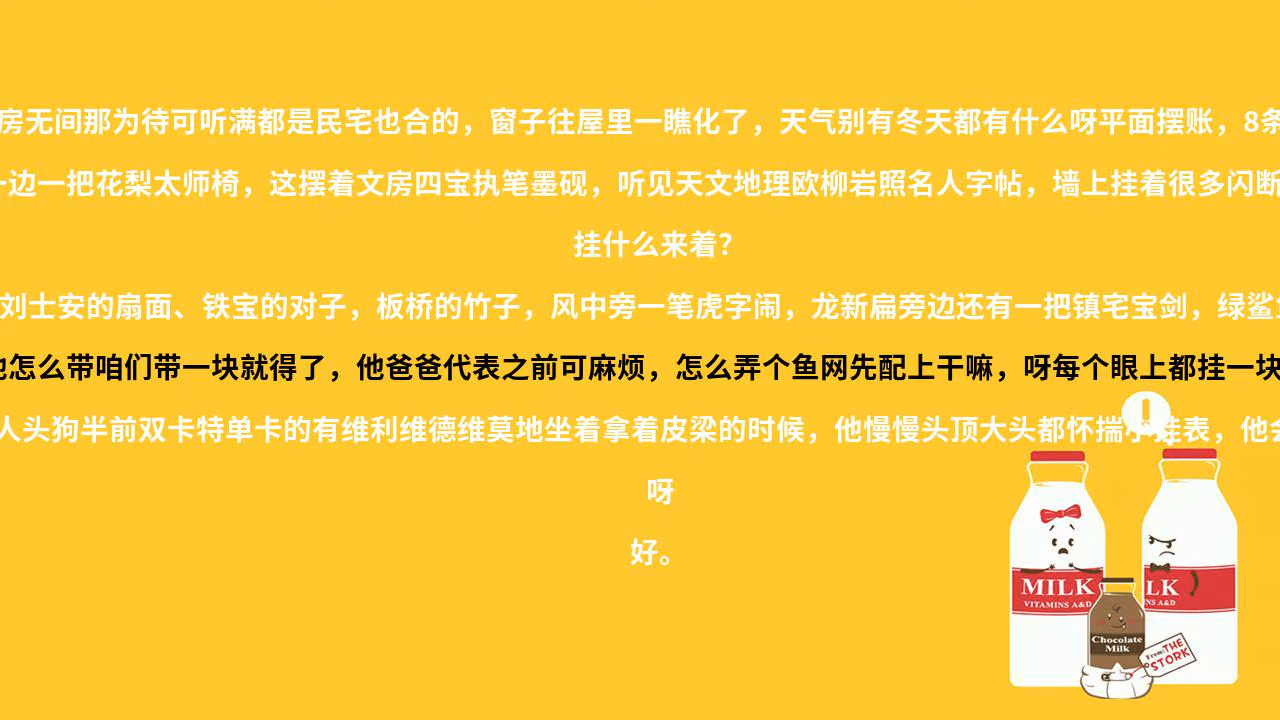 房无间那为待可听满都是民宅也合的，窗子往屋里一瞧化了，天气别有冬天都有什么呀平面摆账，8条
一边一把花梨太师椅，这摆着文房四宝执笔墨砚，听见天文地理欧柳岩照名人字帖，墙上挂着很多闪断
挂什么来着？
刘士安的扇面、铁宝的对子，板桥的竹子，风中旁一笔虎字闹，龙新扁旁边还有一把镇宅宝剑，绿鲨
他怎么带咱们带一块就得了，他爸爸代表之前可麻烦，怎么弄个鱼网先配上干嘛，呀每个眼上都挂一块
人头狗半前双卡特单卡的有维利维德维莫地坐着拿着皮梁的时候，他慢慢头顶大头都怀揣小挂表，他会
呀
好。
MILK
VITAMINS A&D
LK
NS A&D
Chocolate
Milk
From: THE
STORK